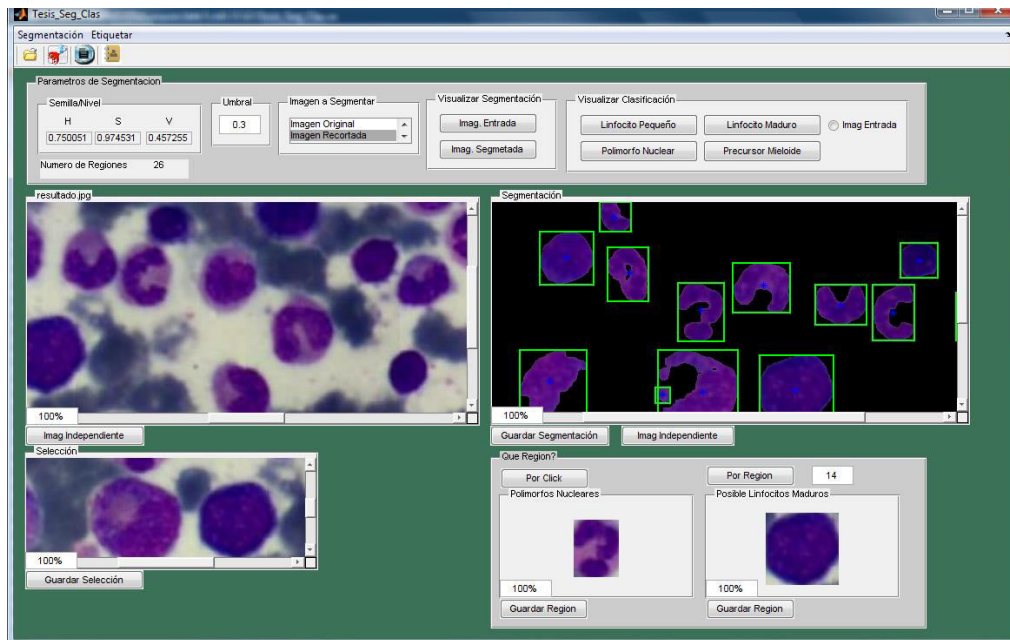 Tesis_Seg_Clas
Segmentación Etiquetar
Parametros de Segmentacion
Semilla/Nivel
H S V
0.750051 0.974531 0.457255
Numero de Regiones 26
Umbral
0.3
Imagen a Segmentar
Imagen Original
Imagen Recortada
Visualizar Segmentación
Imag. Entrada
Imag. Segmetada
Visualizar Clasificación
Linfocito Pequeño Linfocito Maduro Imag Entrada
Polimorfo Nuclear Precursor Mieloide
resultado.jpg
100%
Imag Independiente
Segmentación
100%
Guardar Segmentación Imag Independiente
Selección
100%
Guardar Selección
Que Region?
Por Click Por Region 14
Polimorfos Nucleares
100%
Guardar Region
Posible Linfocitos Maduros
100%
Guardar Region